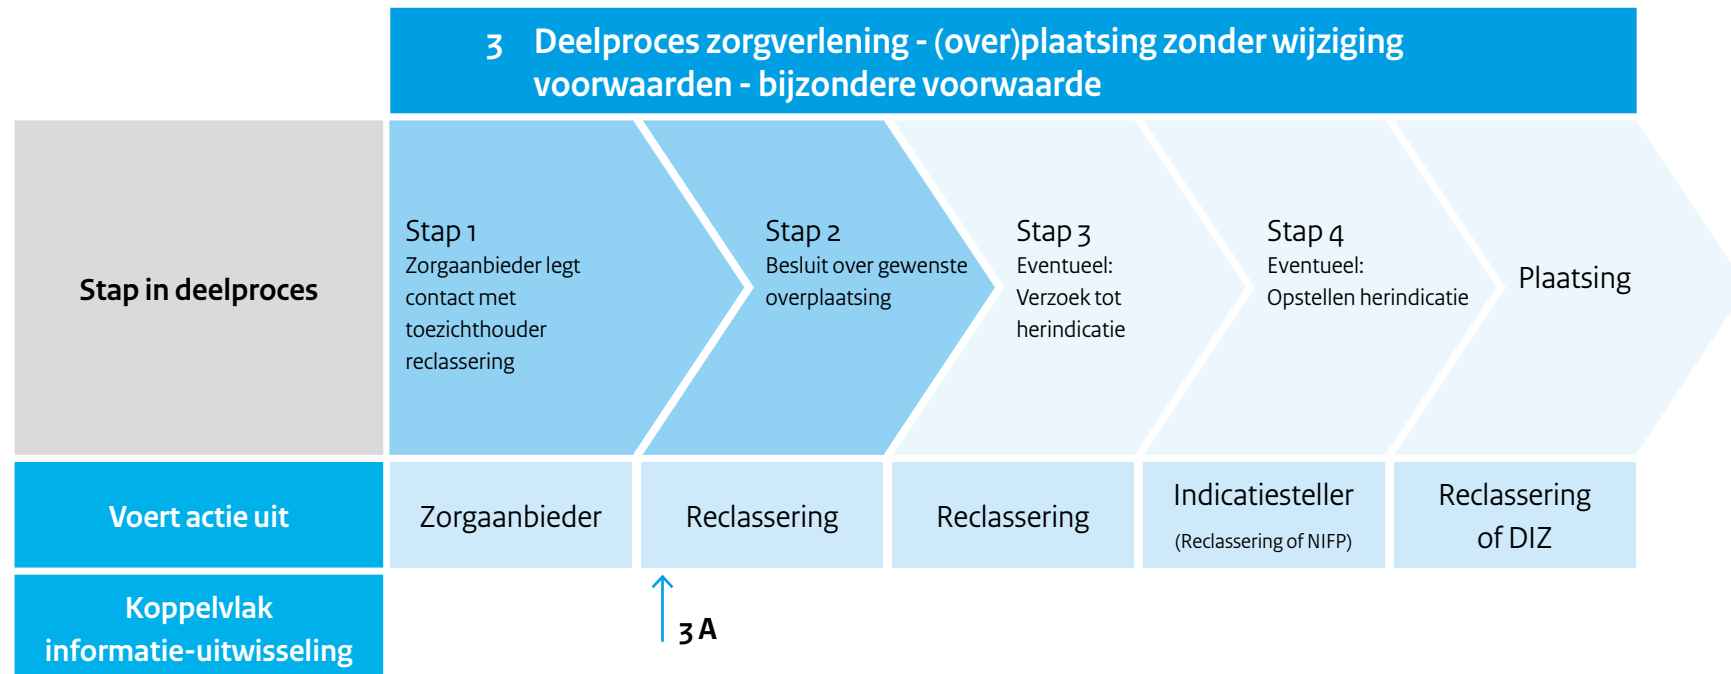 3 Deelproces zorgverlening - (over)plaatsing zonder wijziging
voorwaarden - bijzondere voorwaarde
Stap in deelproces
Stap 1
Zorgaanbieder legt
contact met
toezichthouder
reclassering
Stap 2
Besluit over gewenste
overplaatsing
Stap 3
Eventueel:
Verzoek tot
herindicatie
Stap 4
Eventueel:
Opstellen herindicatie
Plaatsing
Voert actie uit
Zorgaanbieder
Reclassering
Reclassering
Indicatiesteller
(Reclassering of NIFP)
Reclassering
of DIZ
Koppelvlak
informatie-uitwisseling
3 A